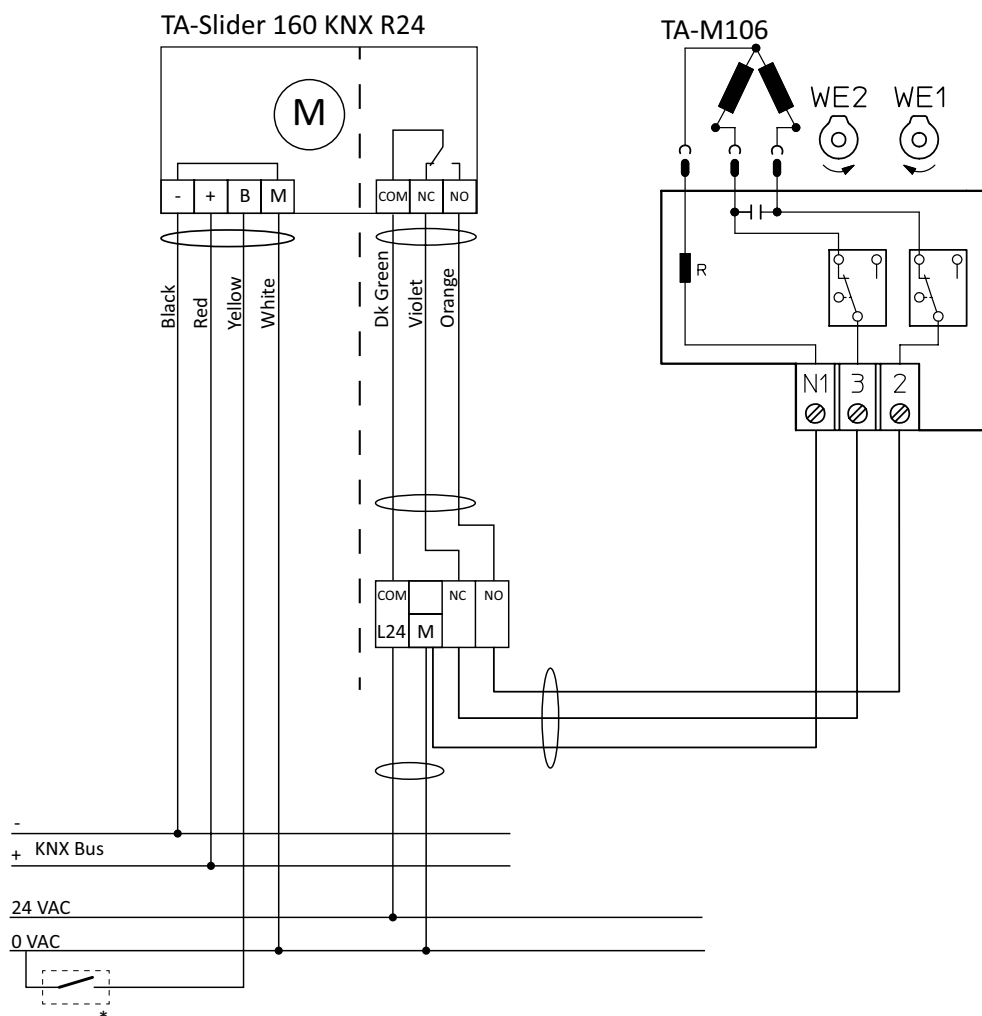 TA-Slider 160 KNX R24
TA-M106
WE2 WE1
M
- + B M
COM NC NO
R
Black
Red
Yellow
White
Dk Green
Violet
Orange
N1 3 2
COM NC NO
L24 M
-
+ KNX Bus
24 VAC
0 VAC
*